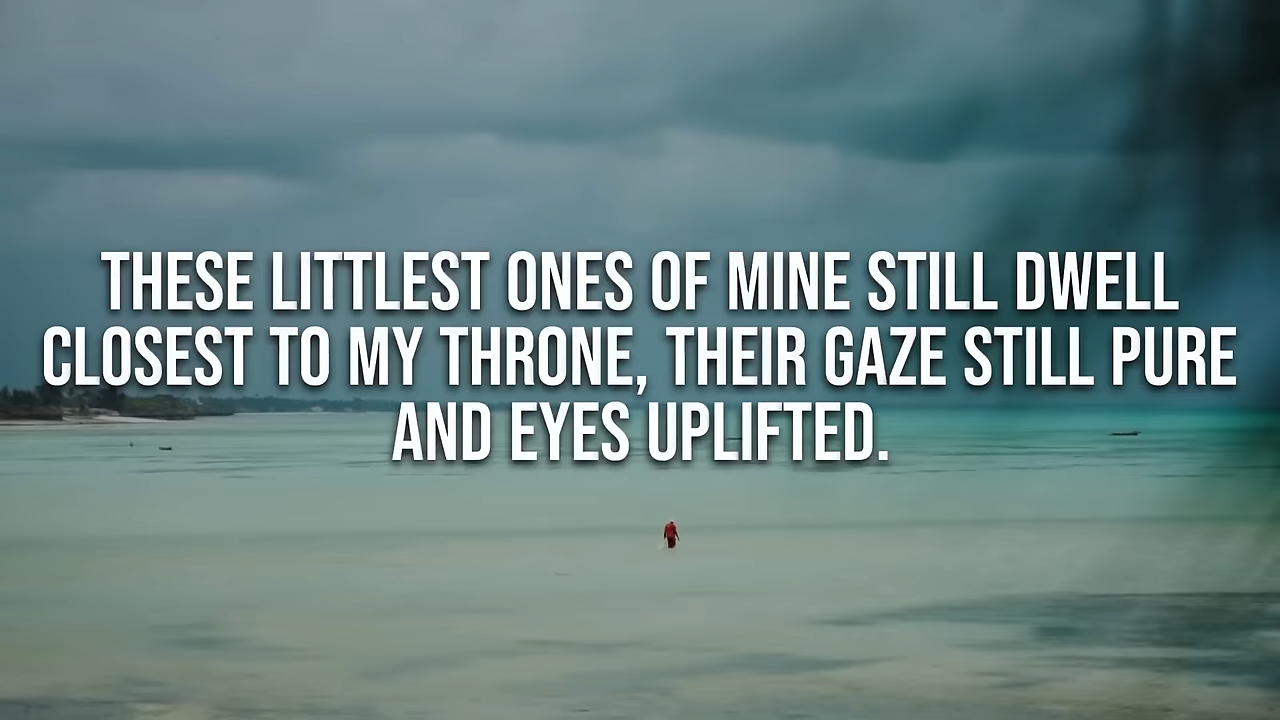 THESE LITTLEST ONES OF MINE STILL DWELL
CLOSEST TO MY THRONE, THEIR GAZE STILL PURE
AND EYES UPLIFTED.